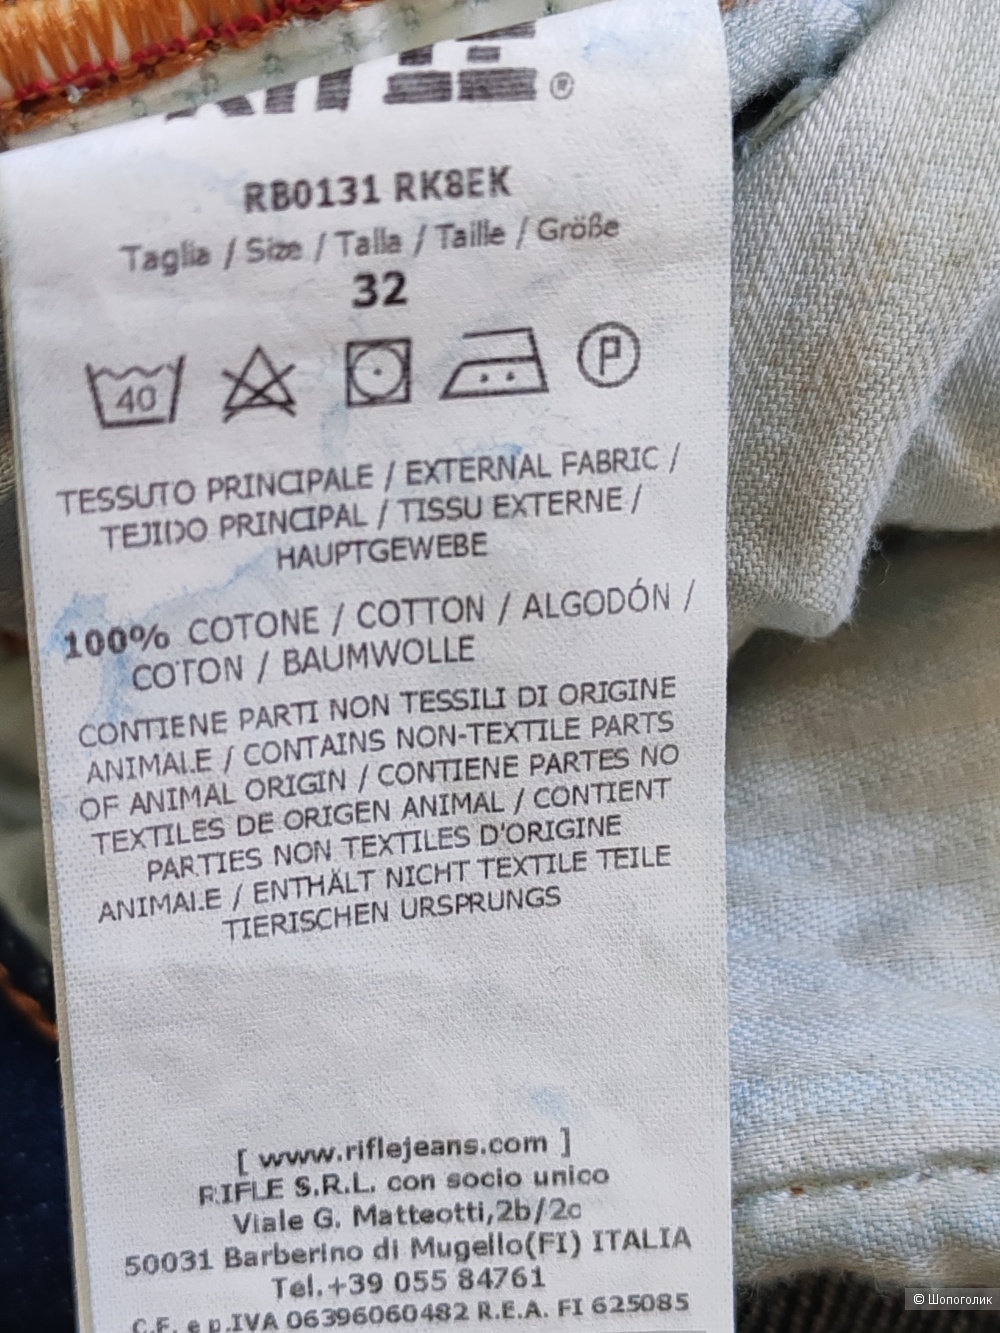 ®
RB0131 RK8EK
Taglia / Size / Talla / Taille / Größe
32
40
P
TESSUTO PRINCIPALE / EXTERNAL FABRIC /
TEJIDO PRINCIPAL / TISSU EXTERNE /
HAUPTGEWEBE
100% COTONE / COTTON / ALGODÓN /
COTON / BAUMWOLLE
CONTIENE PARTI NON TESSILI DI ORIGINE
ANIMALE / CONTAINS NON-TEXTILE PARTS
OF ANIMAL ORIGIN / CONTIENE PARTES NO
TEXTILES DE ORIGEN ANIMAL / CONTIENT
PARTIES NON TEXTILES D'ORIGINE
ANIMALE / ENTHÄLT NICHT TEXTILE TEILE
TIERISCHEN URSPRUNGS
[ www.riflejeans.com ]
RIFLE S.R.L. con socio unico
Viale G. Matteotti,2b/2c
50031 Barberino di Mugello(FI) ITALIA
Tel.+39 055 84761
C.F. e p.IVA 06396060482 R.E.A. FI 625085
© Шопоголик